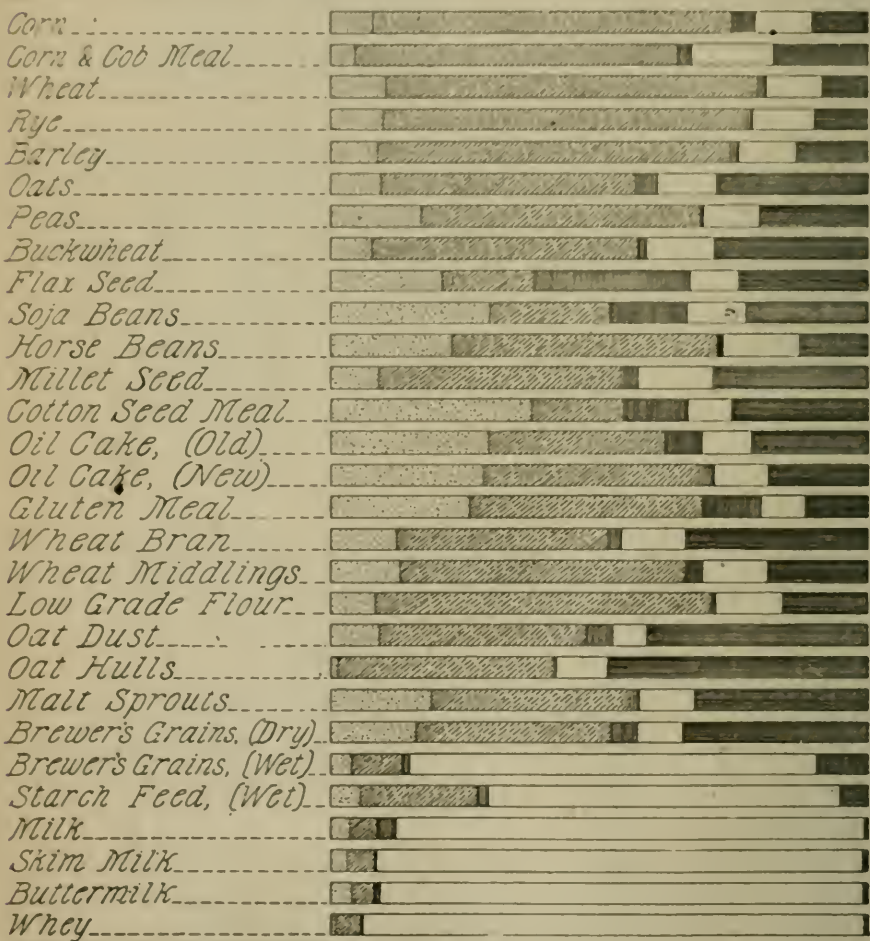 Corn
Corn & Cob Meal
Wheat
Rye
Barley
Oats
Peas
Buckwheat
Flax Seed
Soja Beans
Horse Beans
Millet Seed
Cotton Seed Meal
Oil Cake, (Old)
Oil Cake, (New)
Gluten Meal
Wheat Bran
Wheat Middlings
Low Grade Flour
Oat Dust
Oat Hulls
Malt Sprouts
Brewer's Grains, (Dry)
Brewer's Grains, (Wet)
Starch Feed, (Wet)
Milk
Skim Milk
Buttermilk
Whey